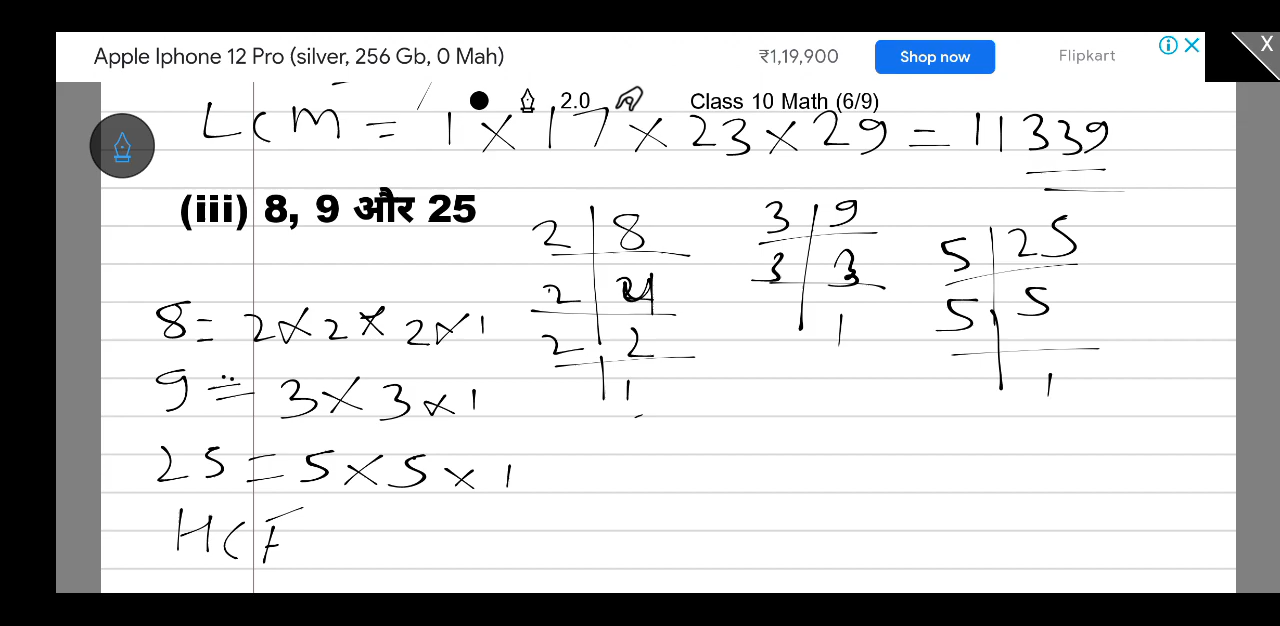 Apple Iphone 12 Pro (silver, 256 Gb, 0 Mah) ₹1,19,900 Shop now Flipkart X
2.0 Class 10 Math (6/9)
LCM = 1 × 17 × 23 × 29 = 11339
(iii) 8, 9 और 25
2 | 8
2 | 4
2 | 2
1
3 | 9
3 | 3
1
5 | 25
5 | 5
1
8 = 2 × 2 × 2 × 1
9 = 3 × 3 × 1
25 = 5 × 5 × 1
HCF